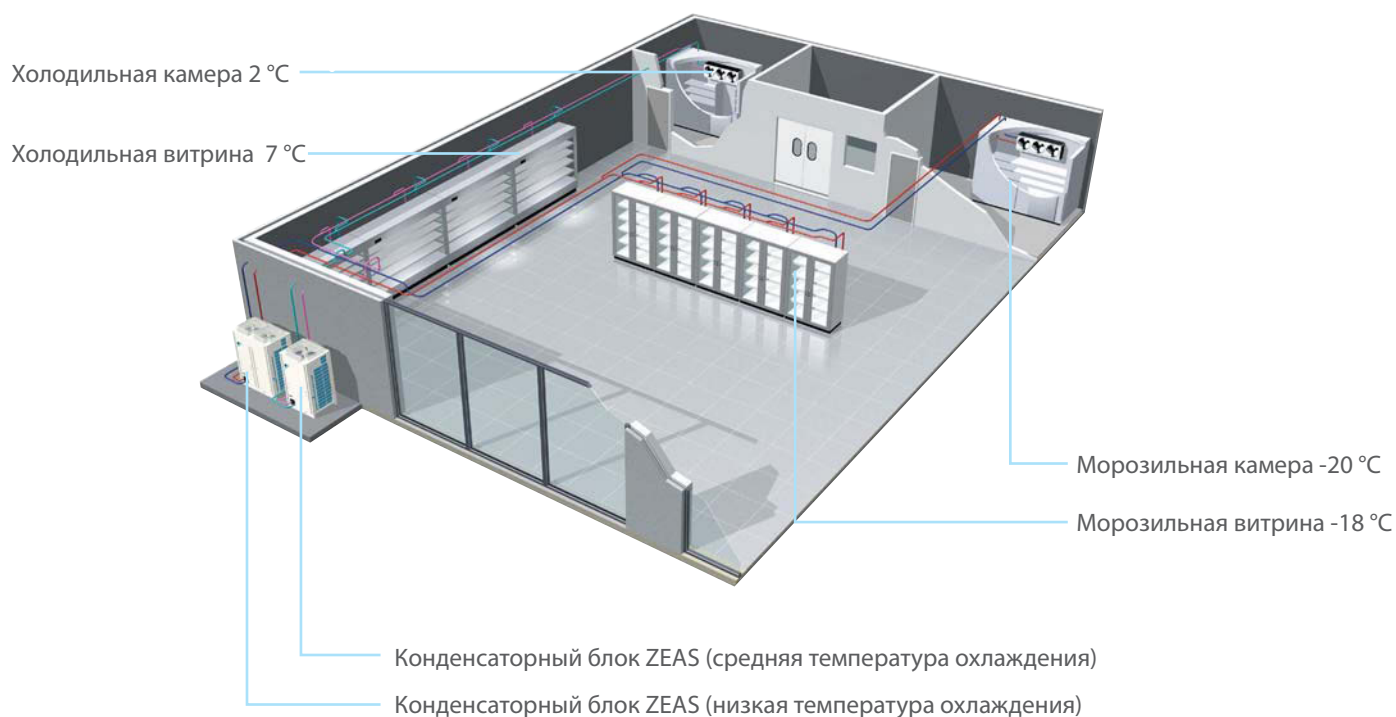 Холодильная камера 2 °C
Холодильная витрина 7 °C
Морозильная камера -20 °C
Морозильная витрина -18 °C
Конденсаторный блок ZEAS (средняя температура охлаждения)
Конденсаторный блок ZEAS (низкая температура охлаждения)